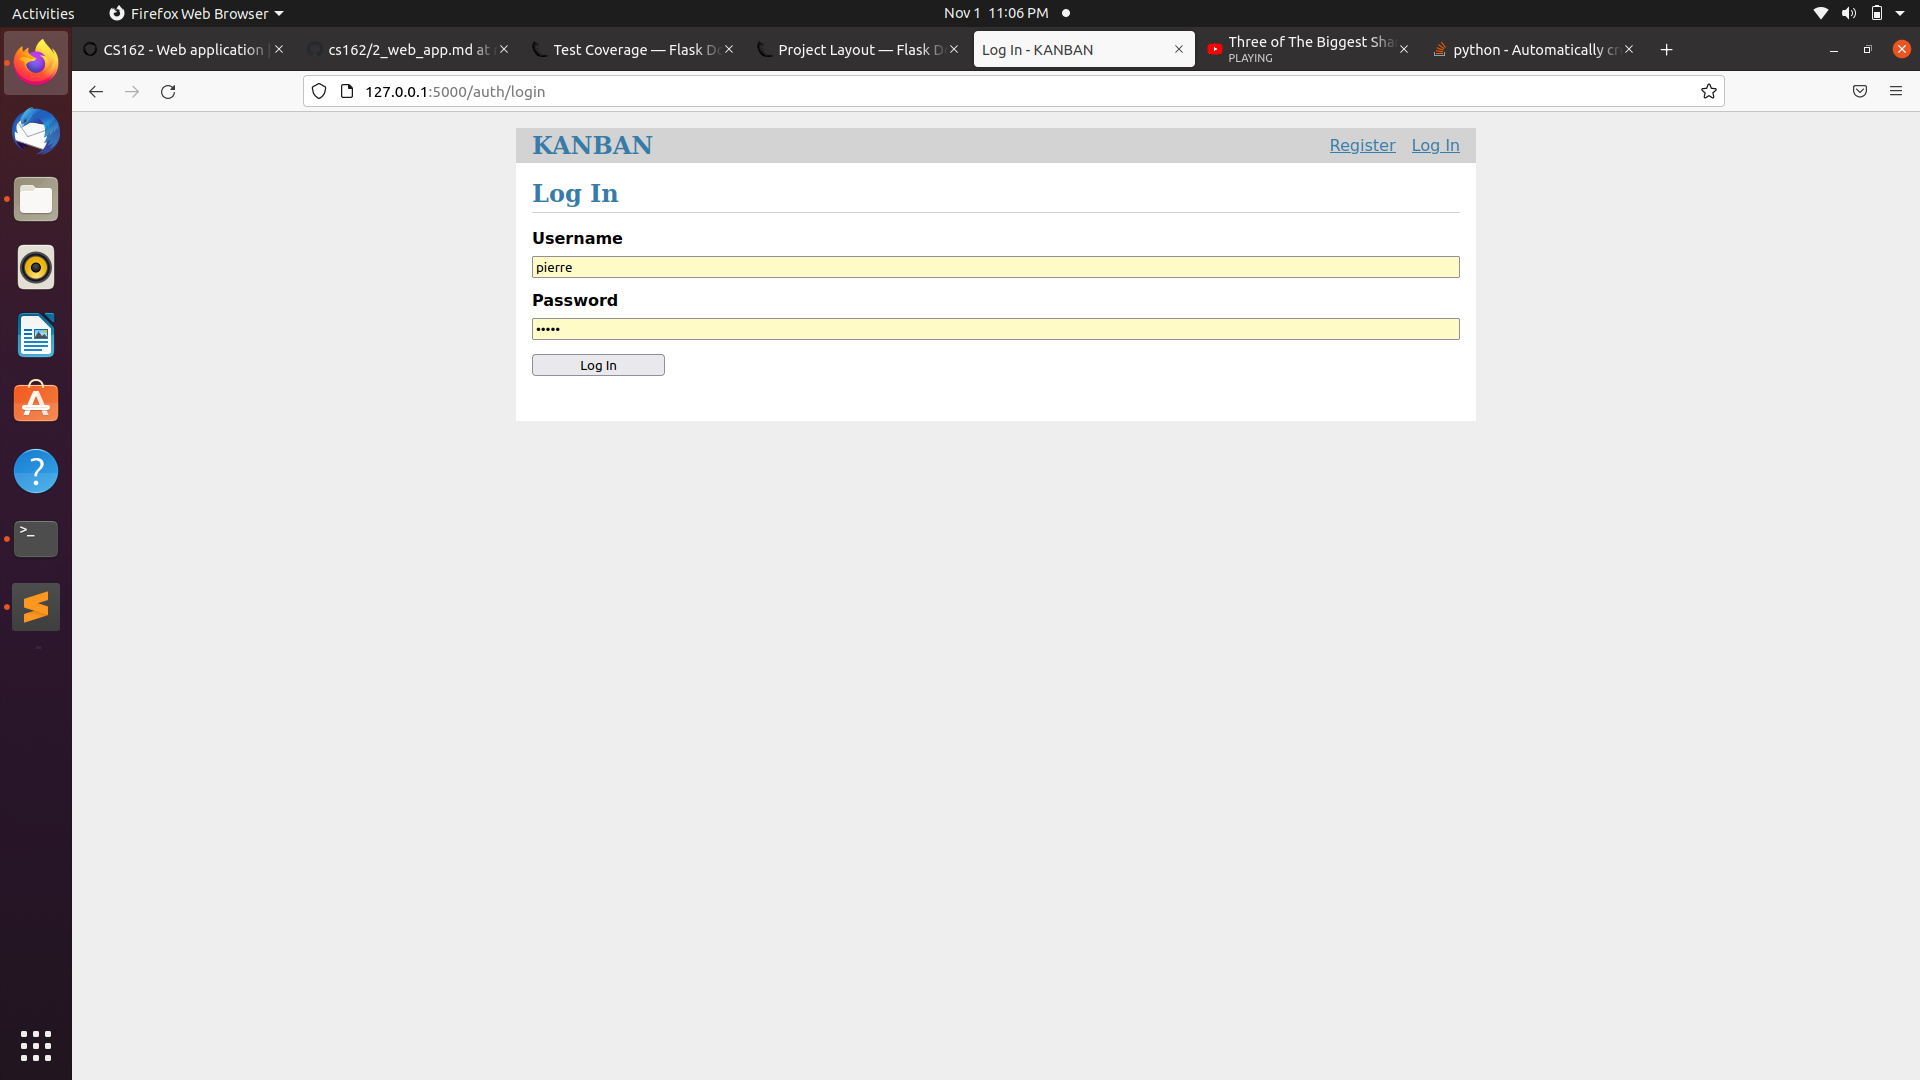 Activities
Firefox Web Browser
Nov 1 11:06 PM
CS162 - Web application
cs162/2_web_app.md at
Test Coverage — Flask
Project Layout — Flask
Log In - KANBAN
Three of The Biggest
PLAYING
python - Automatically
127.0.0.1:5000/auth/login
KANBAN
Register
Log In
Log In
Username
pierre
Password
•••••
Log In